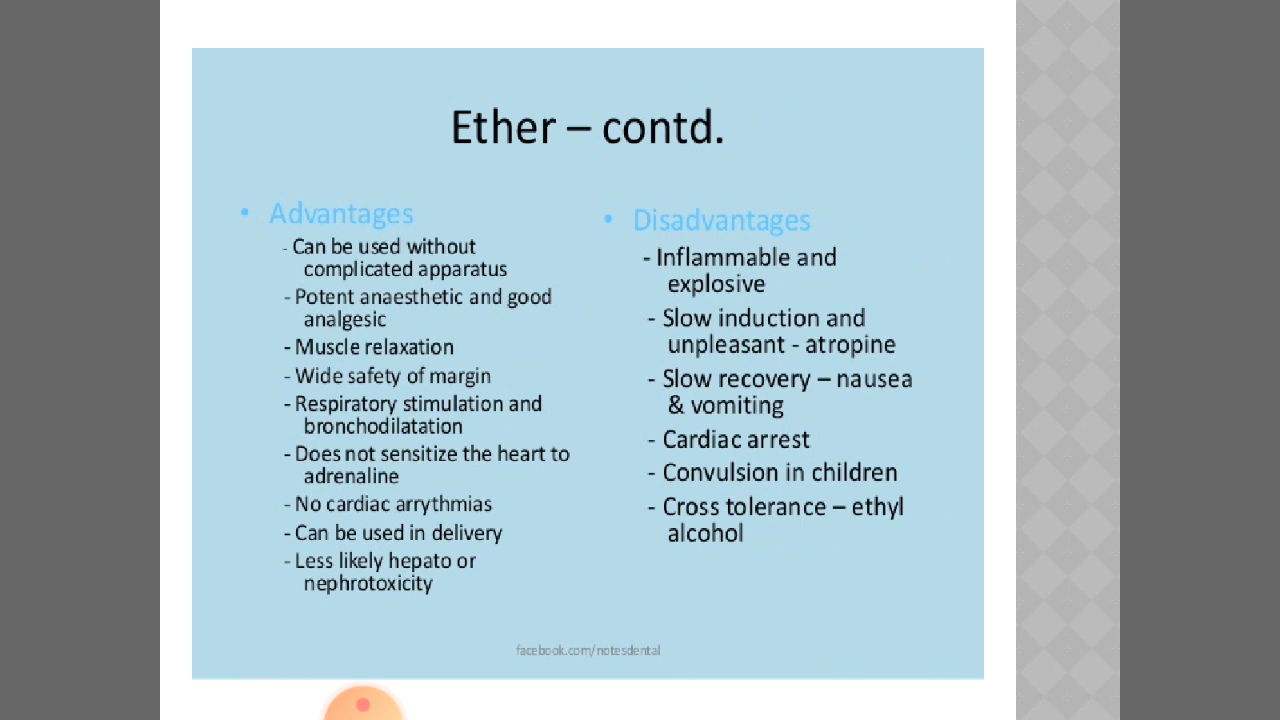 Ether – contd.
• Advantages
- Can be used without
complicated apparatus
- Potent anaesthetic and good
analgesic
- Muscle relaxation
- Wide safety of margin
- Respiratory stimulation and
bronchodilatation
- Does not sensitize the heart to
adrenaline
- No cardiac arrythmias
- Can be used in delivery
- Less likely hepato or
nephrotoxicity
• Disadvantages
- Inflammable and
explosive
- Slow induction and
unpleasant - atropine
- Slow recovery – nausea
& vomiting
- Cardiac arrest
- Convulsion in children
- Cross tolerance – ethyl
alcohol
facebook.com/notesdental